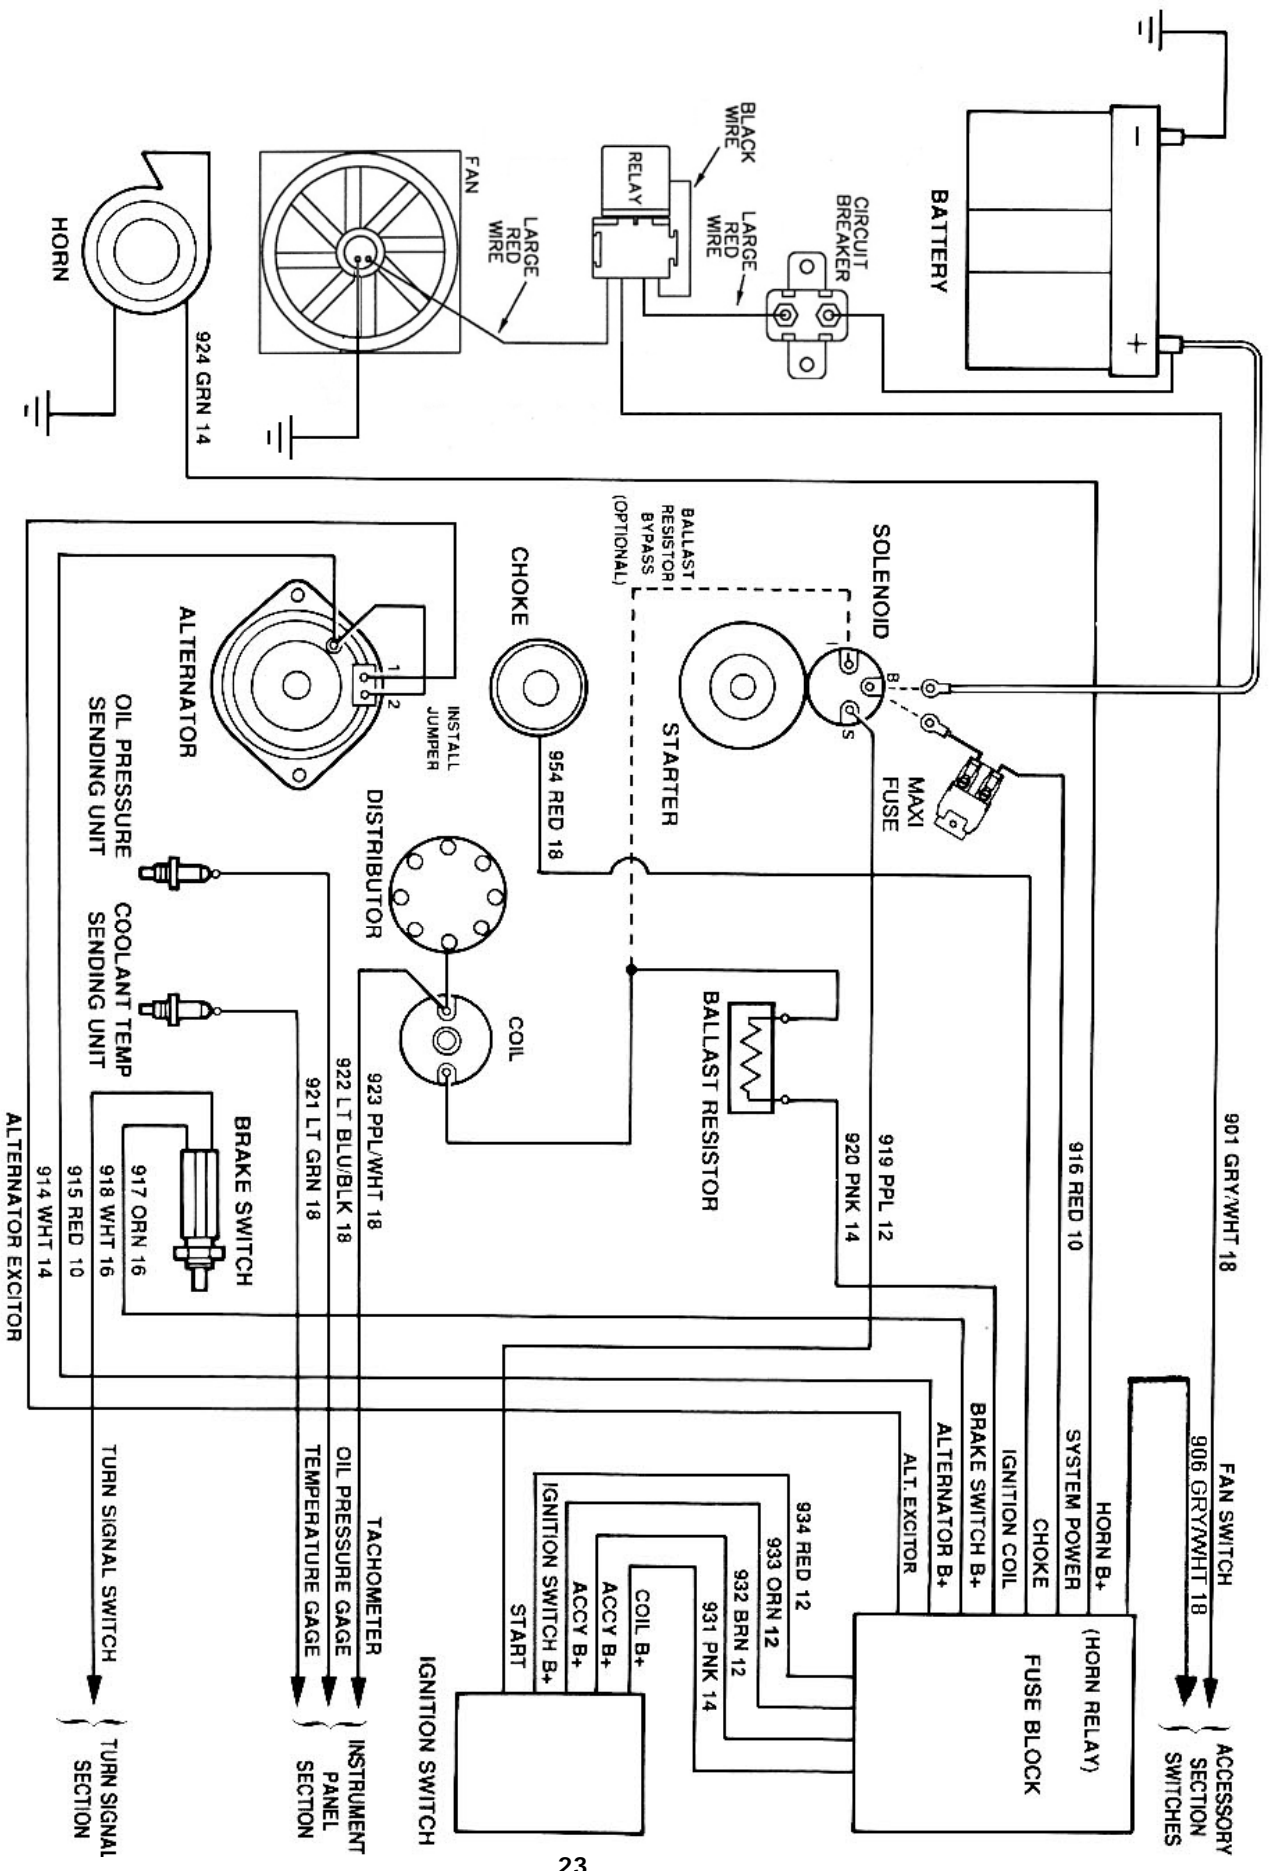 BATTERY
-
+
CIRCUIT
BREAKER
BLACK
WIRE
LARGE
RED
WIRE
RELAY
LARGE
RED
WIRE
FAN
HORN
924 GRN 14
SOLENOID
I
B
S
BALLAST
RESISTOR
BYPASS
(OPTIONAL)
STARTER
MAXI
FUSE
CHOKE
954 RED 18
ALTERNATOR
1
2
INSTALL
JUMPER
DISTRIBUTOR
COIL
BALLAST RESISTOR
OIL PRESSURE
SENDING UNIT
COOLANT TEMP
SENDING UNIT
BRAKE SWITCH
901 GRY/WHT 18
916 RED 10
919 PPL 12
920 PNK 14
923 PPL/WHT 18
922 LT BLU/BLK 18
921 LT GRN 18
917 ORN 16
918 WHT 16
915 RED 10
914 WHT 14
ALTERNATOR EXCITOR
FAN SWITCH
906 GRY/WHT 18
HORN B+
SYSTEM POWER
CHOKE
IGNITION COIL
BRAKE SWITCH B+
ALTERNATOR B+
ALT. EXCITOR
934 RED 12
933 ORN 12
932 BRN 12
931 PNK 14
COIL B+
ACCY B+
ACCY B+
IGNITION SWITCH B+
START
TACHOMETER
OIL PRESSURE GAGE
TEMPERATURE GAGE
TURN SIGNAL SWITCH
(HORN RELAY)
FUSE BLOCK
IGNITION SWITCH
ACCESSORY
SECTION
SWITCHES
INSTRUMENT
PANEL
SECTION
TURN SIGNAL
SECTION
23